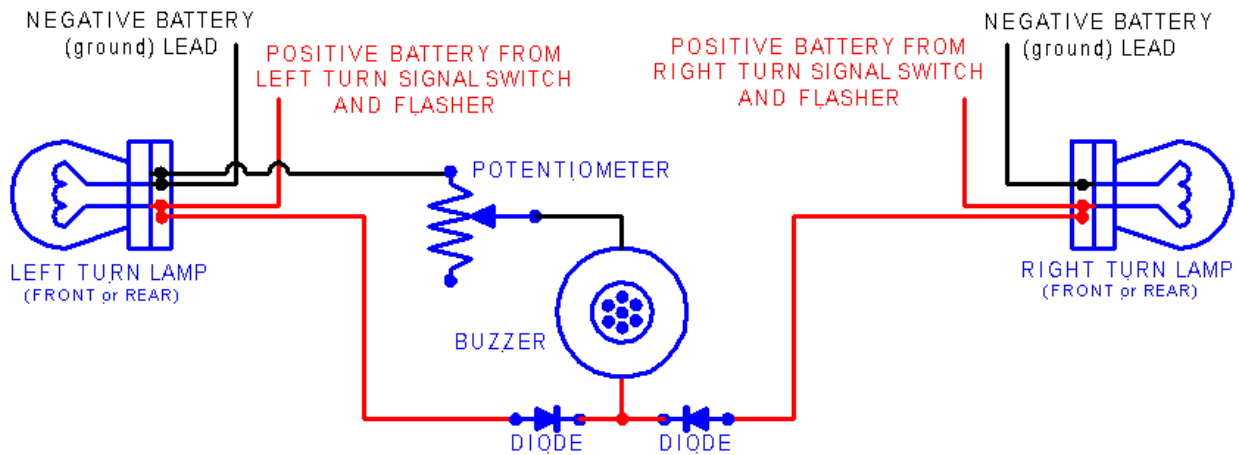 NEGATIVE BATTERY
(ground) LEAD
POSITIVE BATTERY FROM
LEFT TURN SIGNAL SWITCH
AND FLASHER
POSITIVE BATTERY FROM
RIGHT TURN SIGNAL SWITCH
AND FLASHER
NEGATIVE BATTERY
(ground) LEAD
POTENTIOMETER
LEFT TURN LAMP
(FRONT or REAR)
RIGHT TURN LAMP
(FRONT or REAR)
BUZZER
DIODE
DIODE